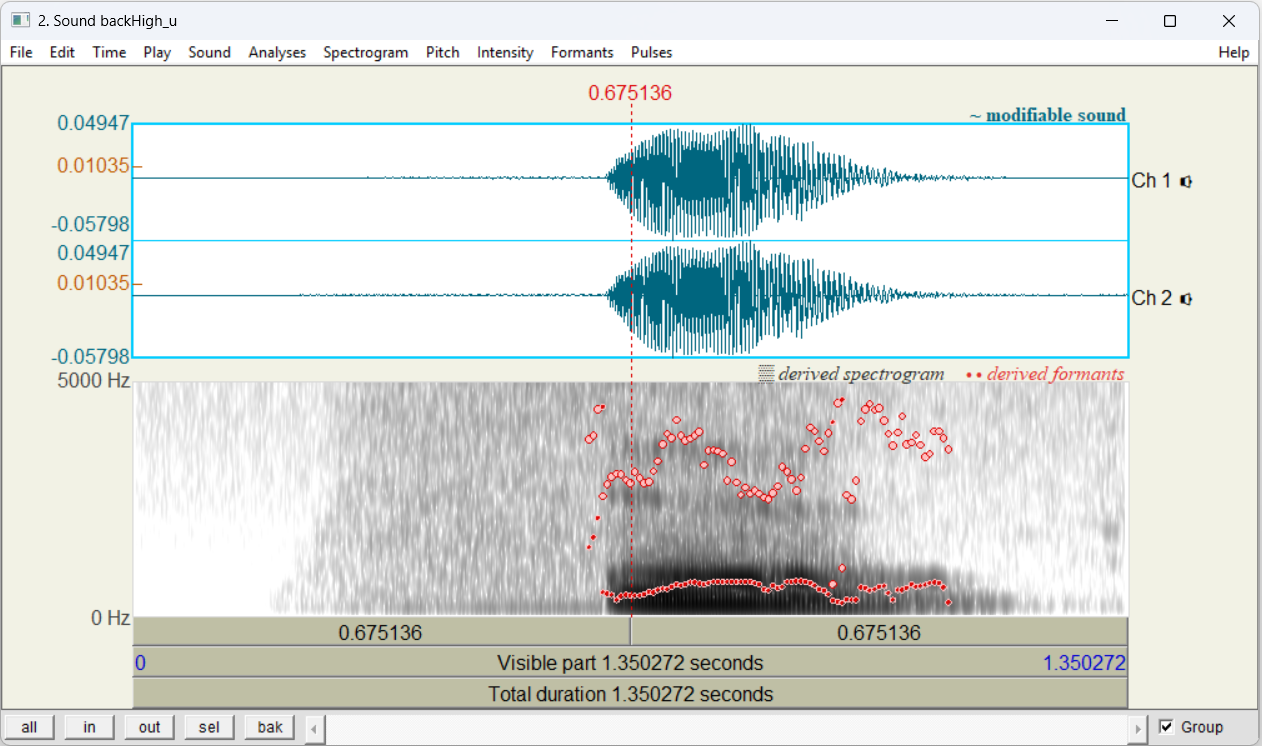 2. Sound backHigh_u
File Edit Time Play Sound Analyses Spectrogram Pitch Intensity Formants Pulses Help
0.675136
~ modifiable sound
0.04947
0.01035
-0.05798
Ch 1
0.04947
0.01035
-0.05798
Ch 2
derived spectrogram derived formants
5000 Hz
0 Hz
0.675136 0.675136
0 Visible part 1.350272 seconds 1.350272
Total duration 1.350272 seconds
all in out sel bak Group